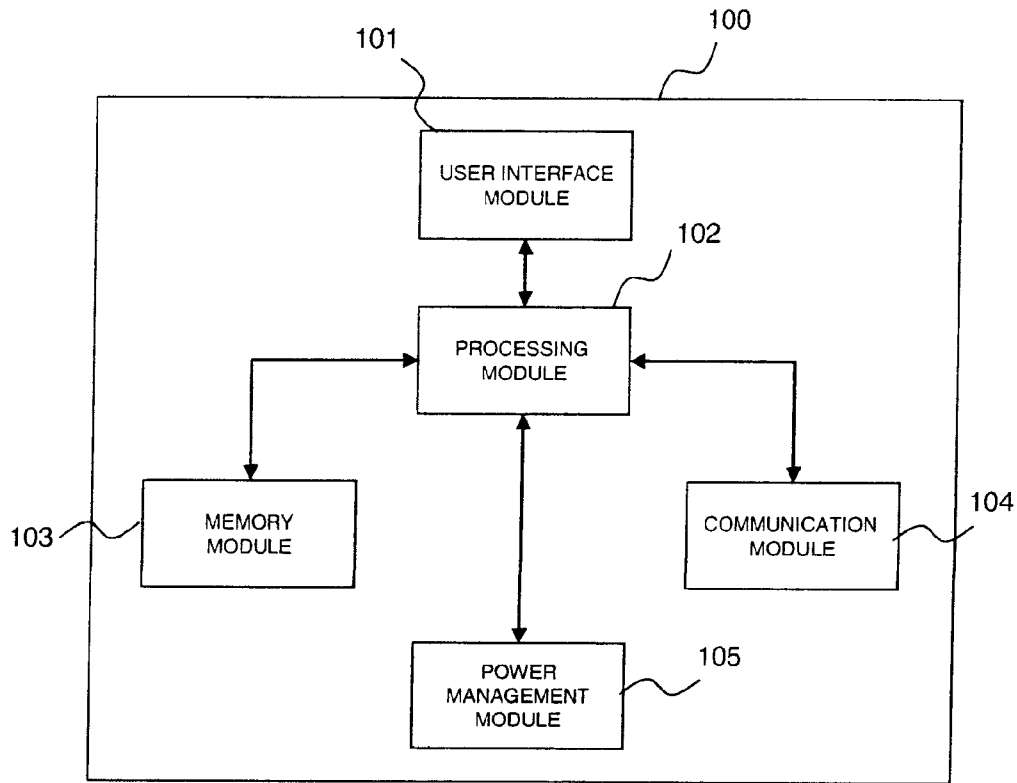 100
101
USER INTERFACE
MODULE
102
PROCESSING
MODULE
103
MEMORY
MODULE
COMMUNICATION
MODULE
104
POWER
MANAGEMENT
MODULE
105